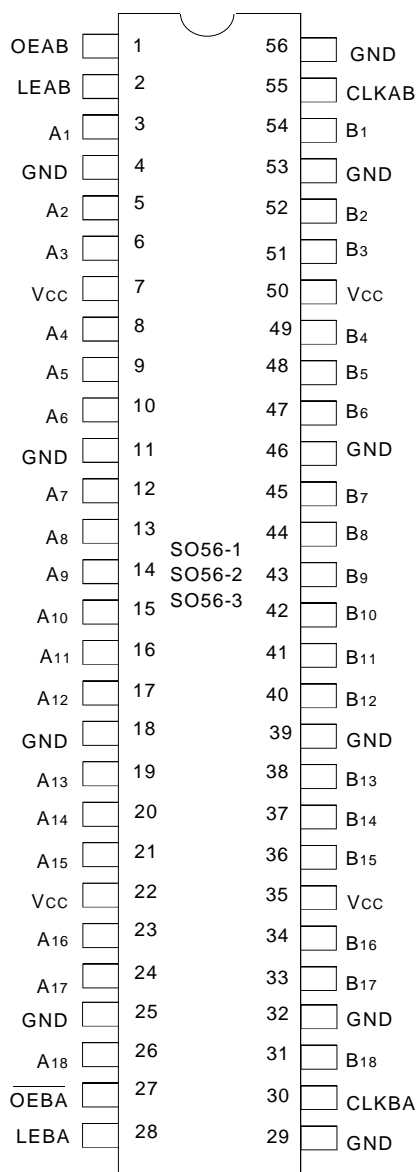 OEAB 1 56 GND
LEAB 2 55 CLKAB
A1 3 54 B1
GND 4 53 GND
A2 5 52 B2
A3 6 51 B3
VCC 7 50 VCC
A4 8 49 B4
A5 9 48 B5
A6 10 47 B6
GND 11 46 GND
A7 12 45 B7
A8 13 44 B8
SO56-1
A9 14 43 B9
SO56-2
A10 15 42 B10
SO56-3
A11 16 41 B11
A12 17 40 B12
GND 18 39 GND
A13 19 38 B13
A14 20 37 B14
A15 21 36 B15
VCC 22 35 VCC
A16 23 34 B16
A17 24 33 B17
GND 25 32 GND
A18 26 31 B18
OEBA 27 30 CLKBA
LEBA 28 29 GND